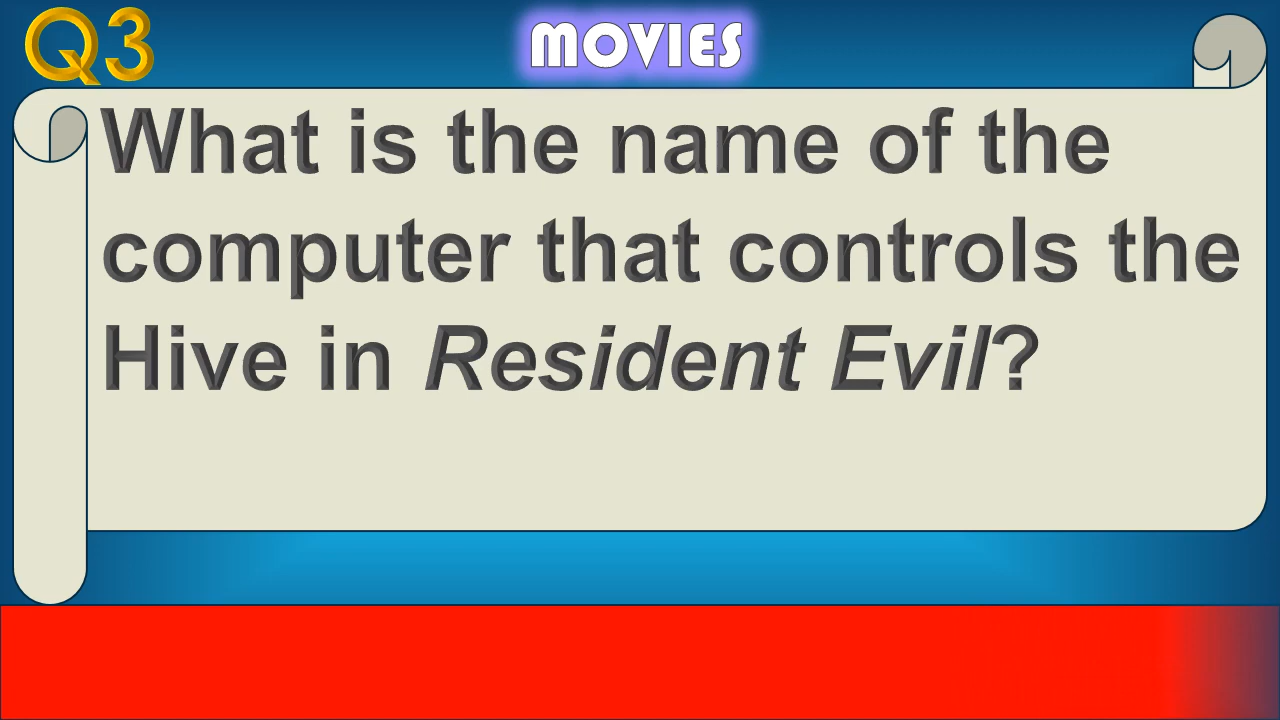 Q3
MOVIES
What is the name of the
computer that controls the
Hive in Resident Evil?